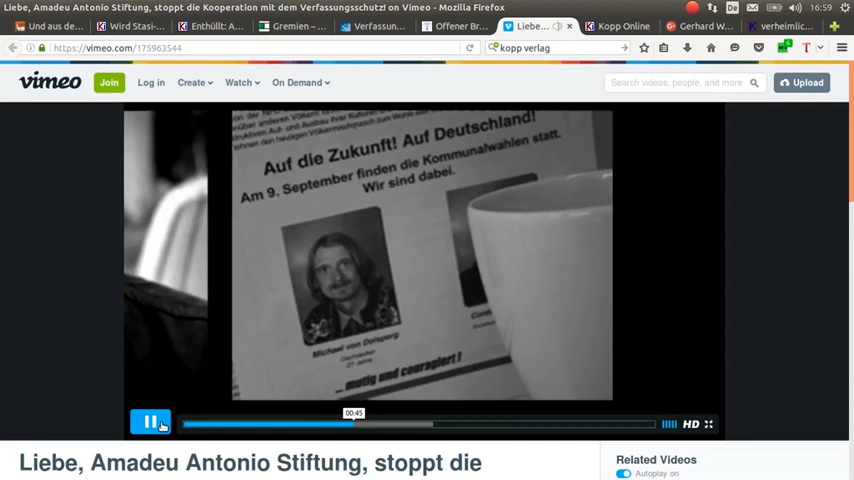 Liebe, Amadeu Antonio Stiftung, stoppt die Kooperation mit dem Verfassungsschutz! on Vimeo - Mozilla Firefox
De
16:59
Und aus de...
Wird Stasi-...
Enthüllt: A...
Gremien – ...
Verfassun...
Offener Br...
Liebe...
Kopp Online
Gerhard W...
verheimlic...
https://vimeo.com/175963544
kopp verlag
vimeo
Join
Log in
Create
Watch
On Demand
Search videos, people, and more
Upload
Auf die Zukunft! Auf Deutschland!
Am 9. September finden die Kommunalwahlen statt.
Wir sind dabei.
Michael von Dolsperg
Dachdecker
27 Jahre
... mutig und couragiert!
00:45
HD
Liebe, Amadeu Antonio Stiftung, stoppt die
Related Videos
Autoplay on